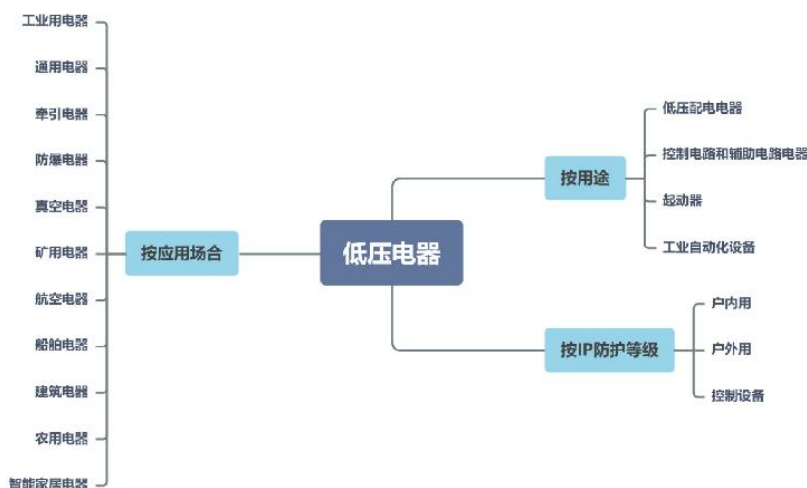 工业用电器
通用电器
牵引电器
防爆电器
真空电器
矿用电器
航空电器
船舶电器
建筑电器
农用电器
智能家居电器
按应用场合
低压电器
按用途
低压配电电器
控制电路和辅助电路电器
起动器
工业自动化设备
按IP防护等级
户内用
户外用
控制设备